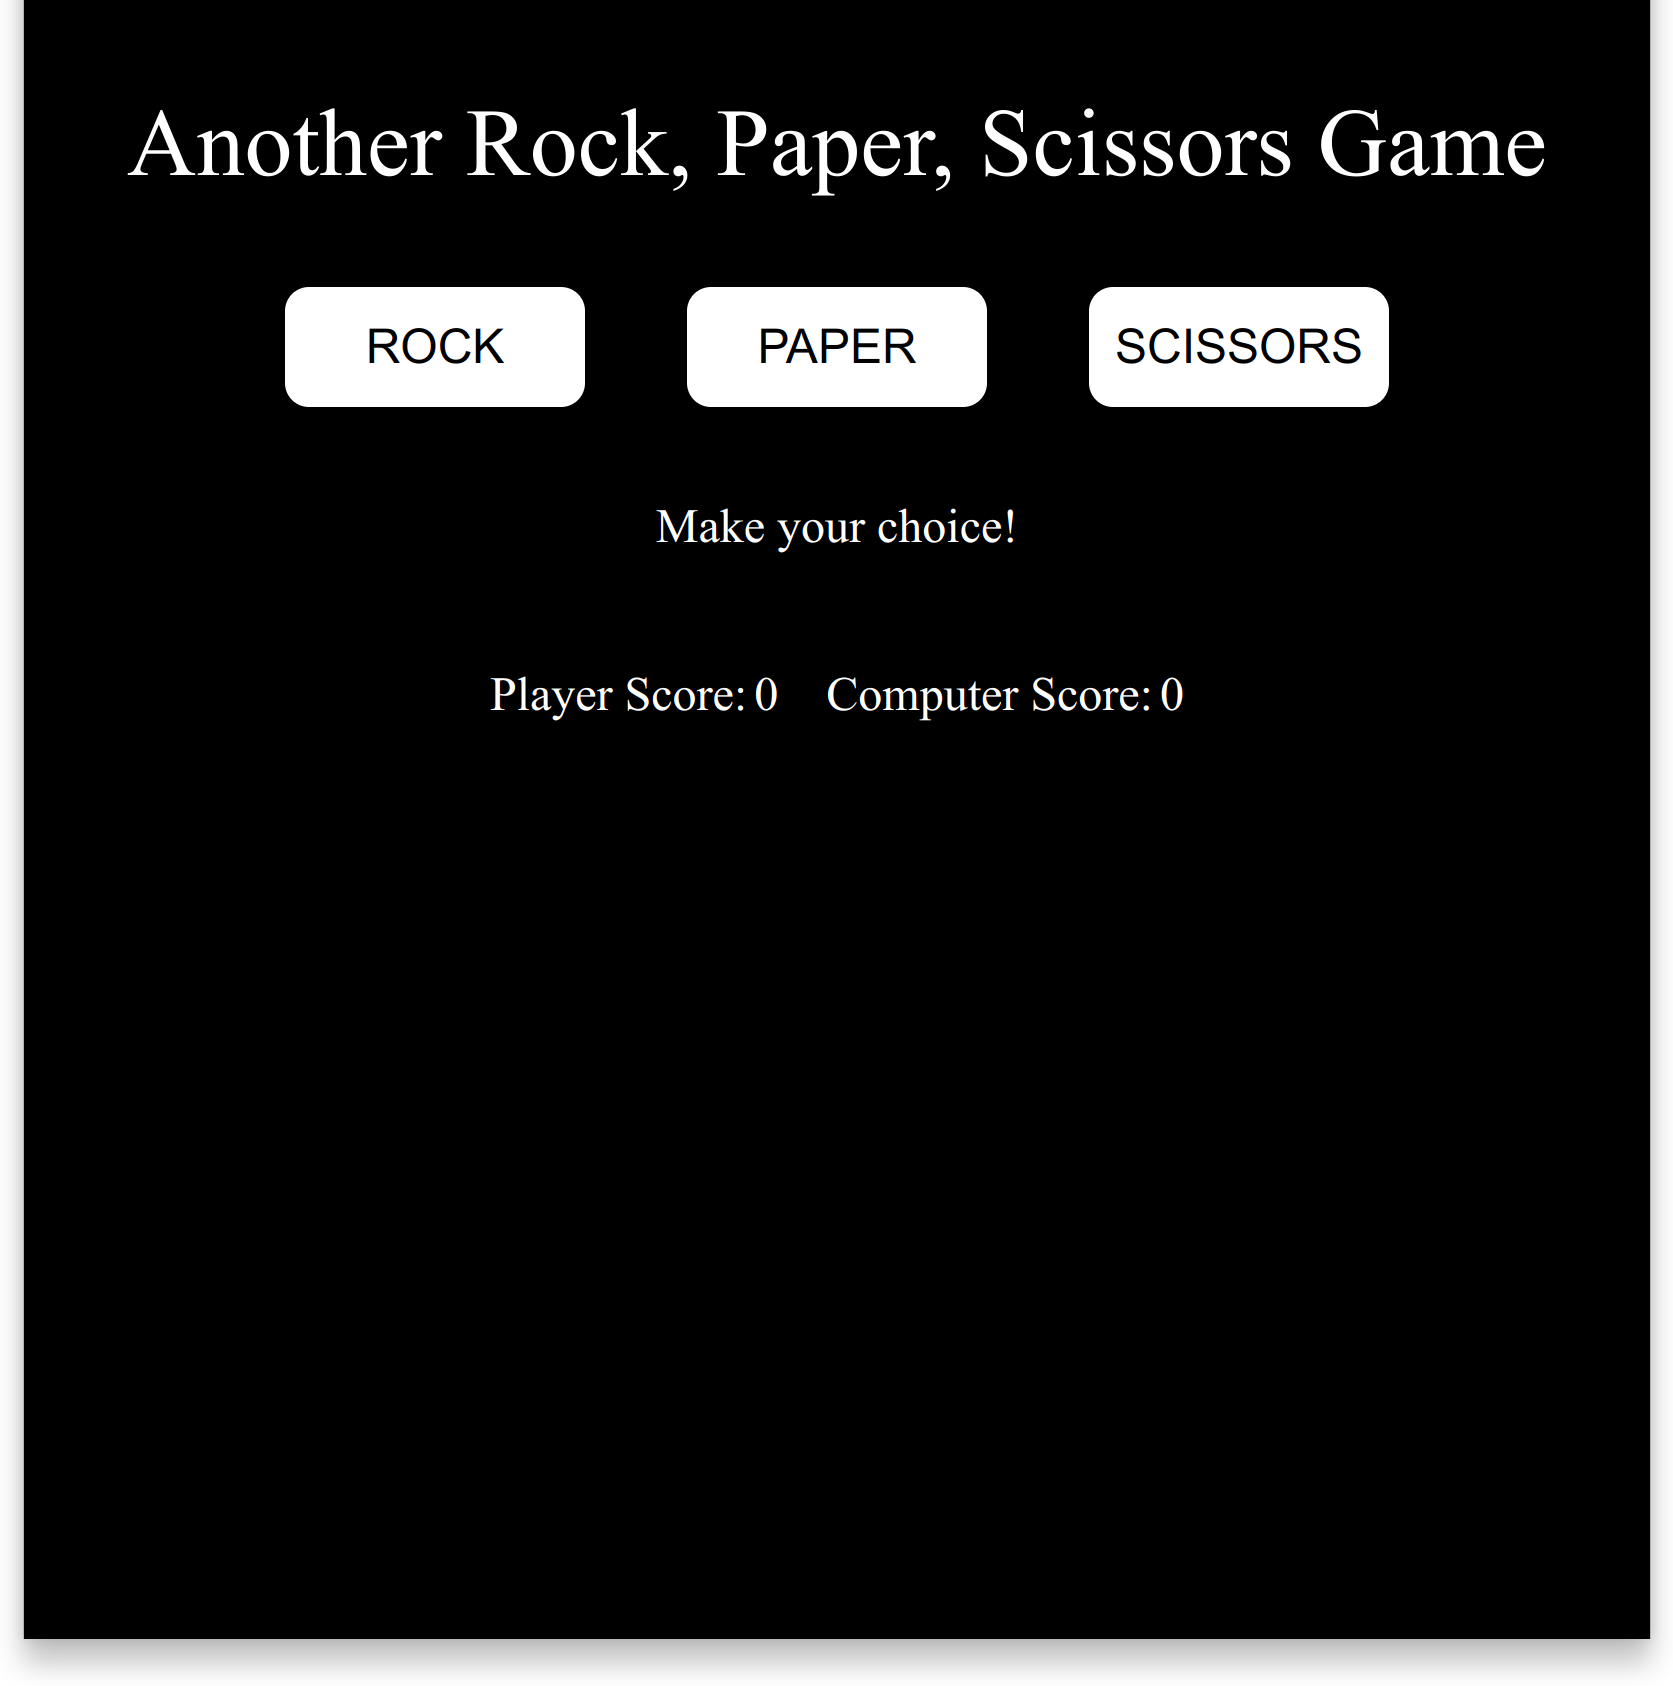 Another Rock, Paper, Scissors Game
ROCK PAPER SCISSORS
Make your choice!
Player Score: 0 Computer Score: 0